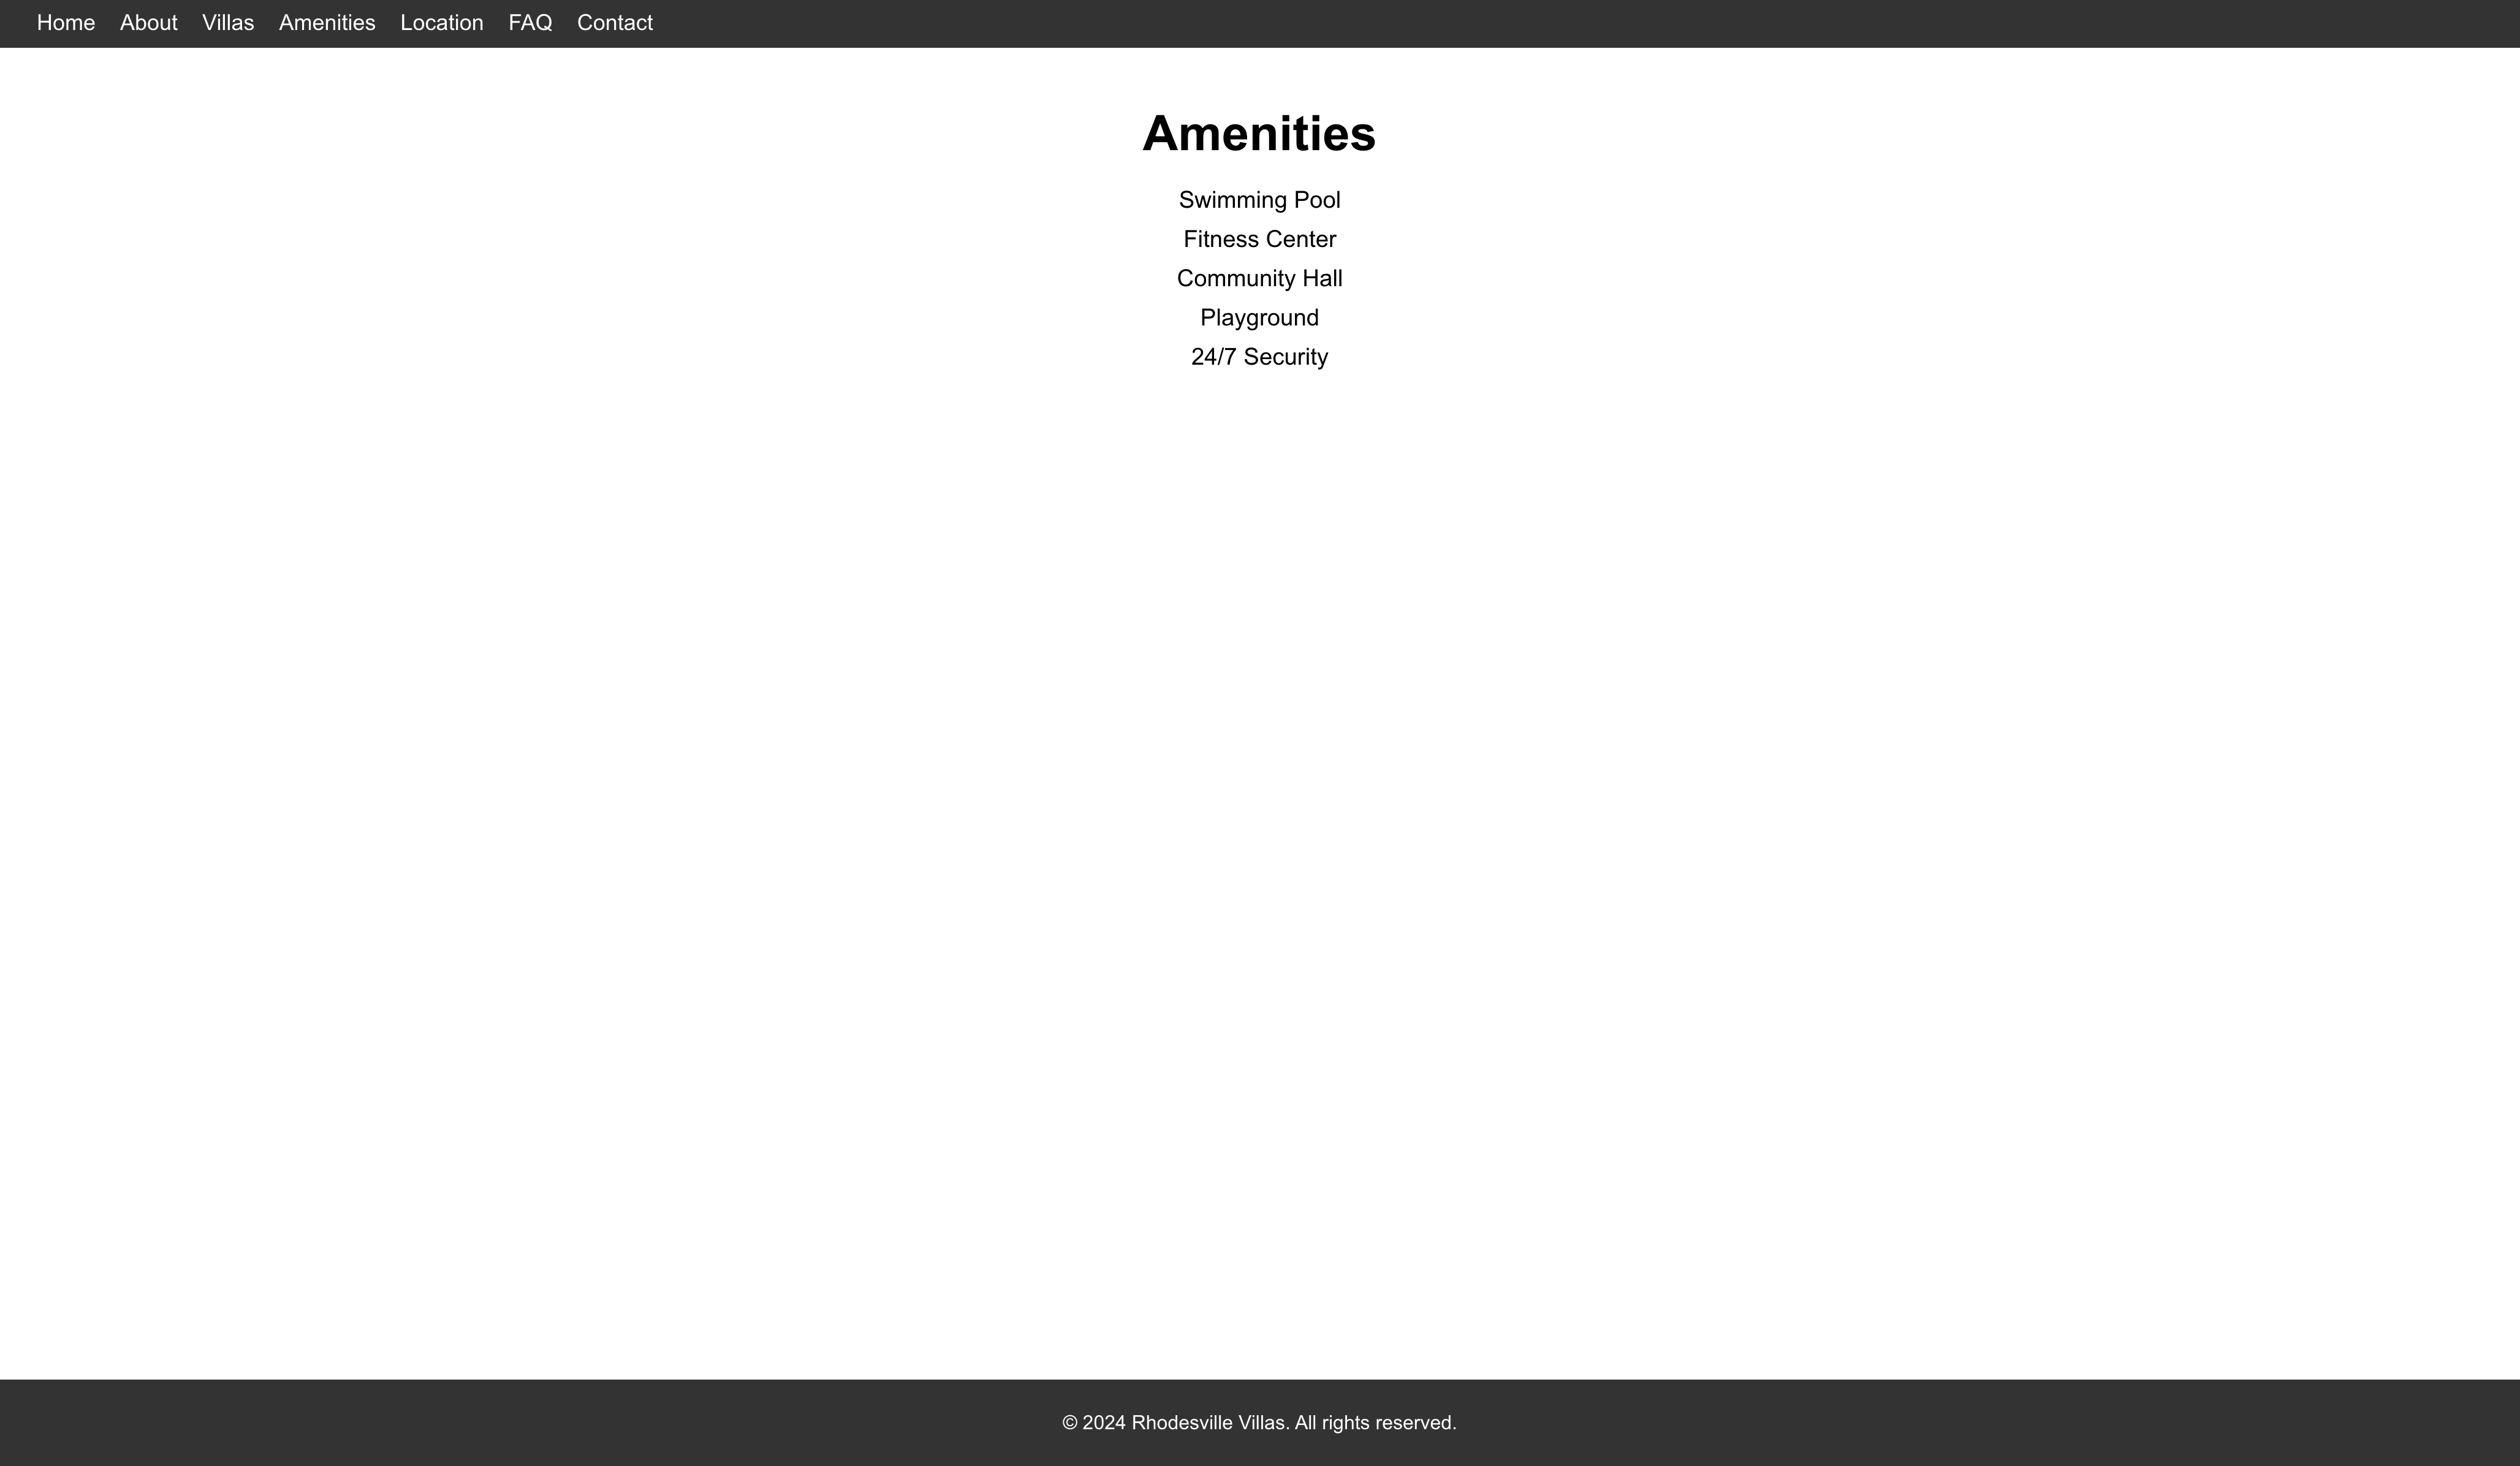 Home About Villas Amenities Location FAQ Contact
Amenities
Swimming Pool
Fitness Center
Community Hall
Playground
24/7 Security
© 2024 Rhodesville Villas. All rights reserved.